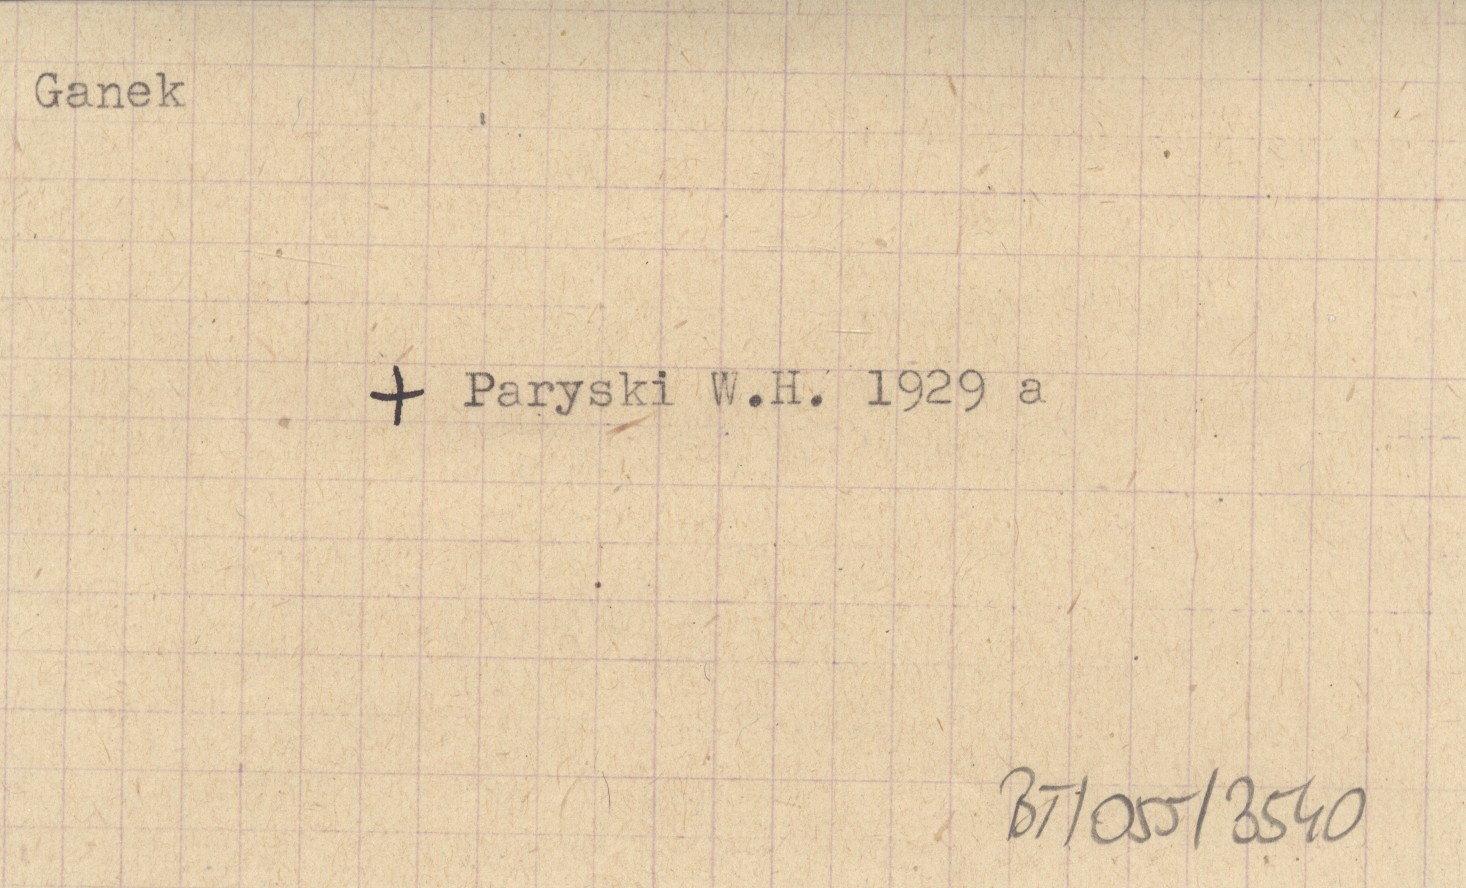 Ganek
+ Paryski W.H. 1929 a
BT/055/3540